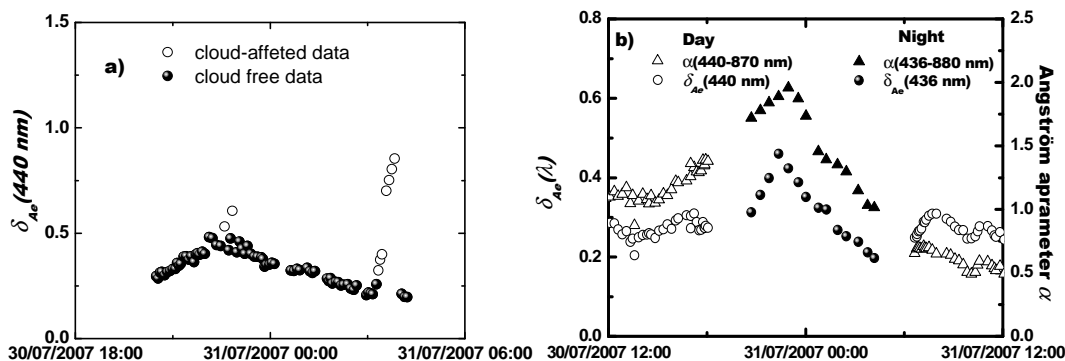 a)
cloud-affeted data
cloud free data
δAe(440 nm)
1.5
1.0
0.5
0.0
30/07/2007 18:00
31/07/2007 00:00
31/07/2007 06:00
b)
Day
Night
α(440-870 nm)
α(436-880 nm)
δAe(440 nm)
δAe(436 nm)
δAe(λ)
0.8
0.6
0.4
0.2
0.0
2.5
2.0
1.5
1.0
0.5
0.0
Angström aprameter α
30/07/2007 12:00
31/07/2007 00:00
31/07/2007 12:00